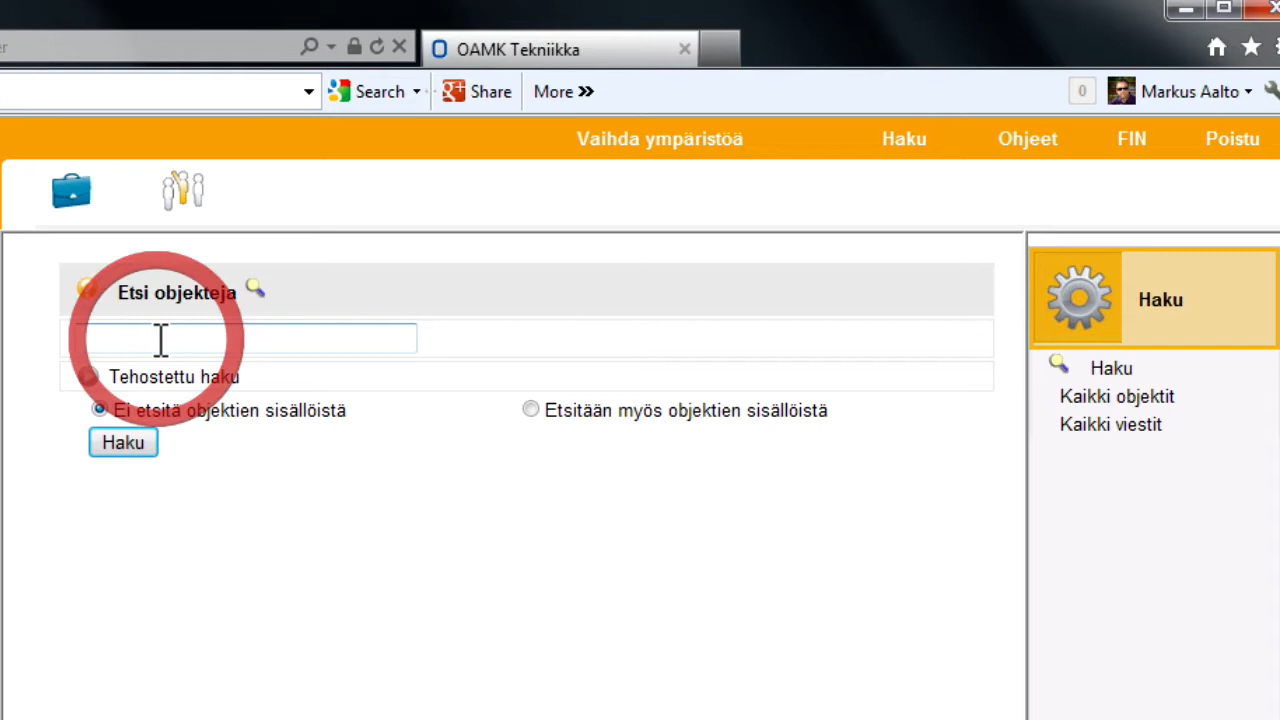 er
OAMK Tekniikka
Search
Share
More
0
Markus Aalto
Vaihda ympäristöä
Haku
Ohjeet
FIN
Poistu
Etsi objekteja
Tehostettu haku
Ei etsitä objektien sisällöistä
Etsitään myös objektien sisällöistä
Haku
Haku
Haku
Kaikki objektit
Kaikki viestit